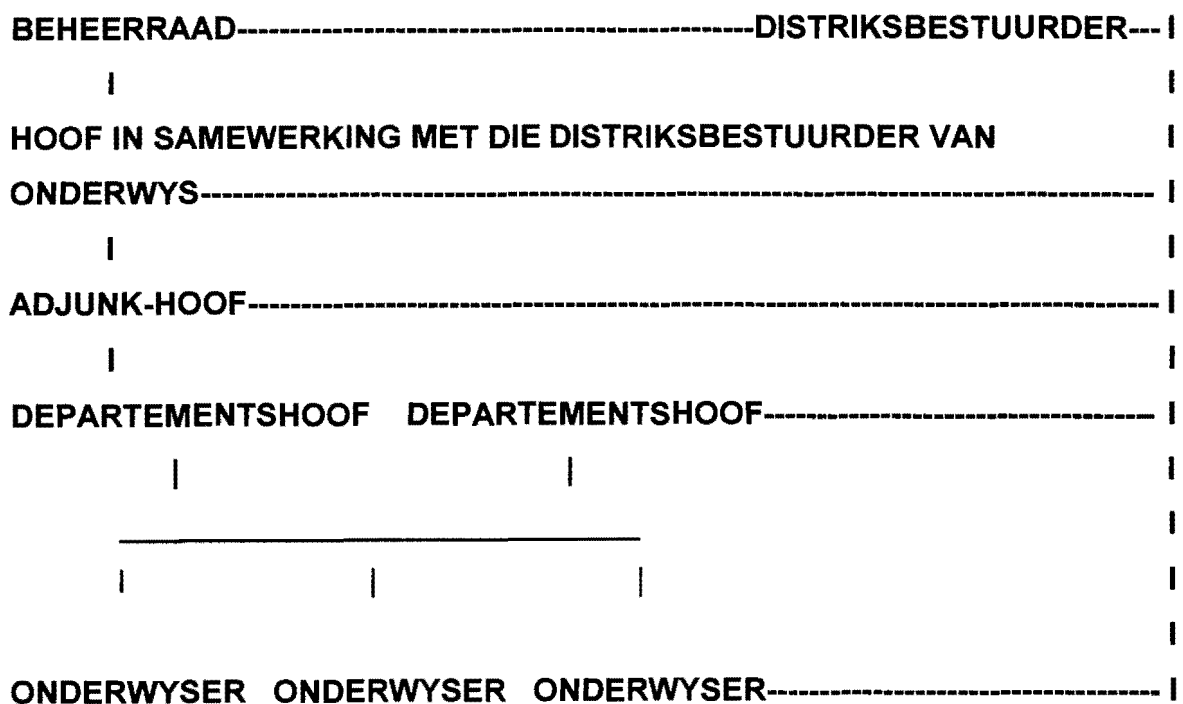 BEHEERRAAD------------------------------------------------DISTRIKSBESTUURDER---
HOOF IN SAMEWERKING MET DIE DISTRIKSBESTUURDER VAN
ONDERWYS------------------------------------------------------------------------------------------
ADJUNK-HOOF--------------------------------------------------------------------------------------
DEPARTEMENTSHOOF DEPARTEMENTSHOOF------------------------------------
ONDERWYSER ONDERWYSER ONDERWYSER------------------------------------